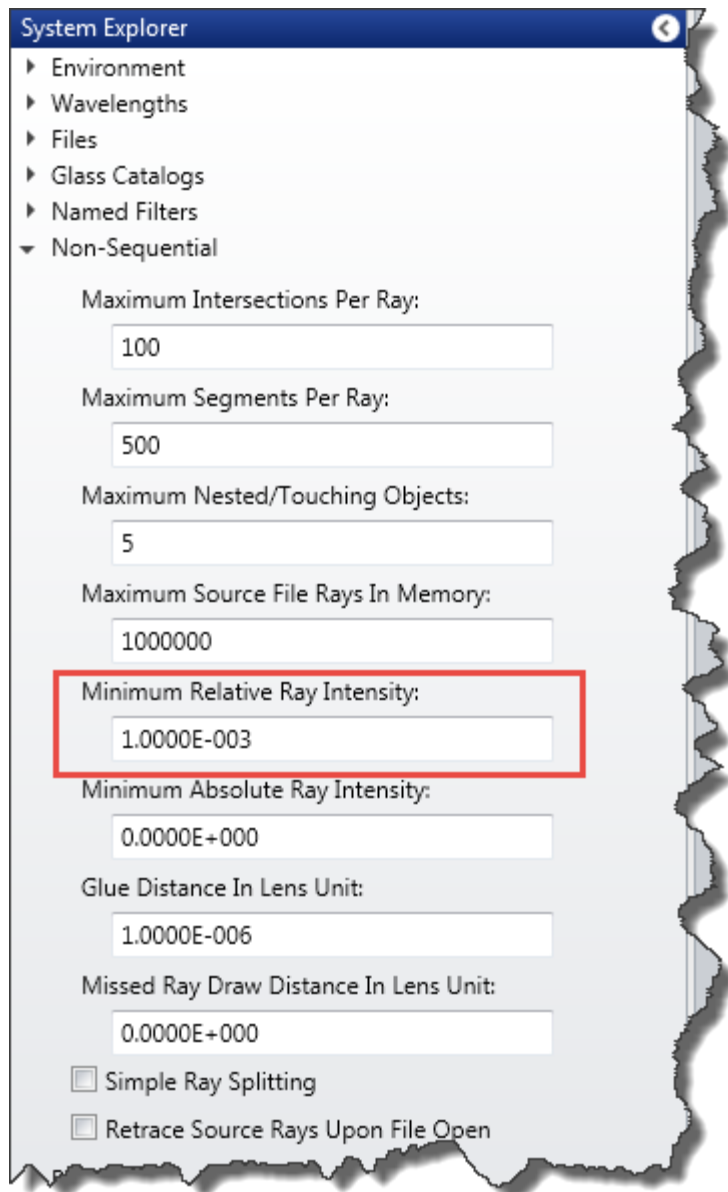 System Explorer
Environment
Wavelengths
Files
Glass Catalogs
Named Filters
Non-Sequential
Maximum Intersections Per Ray:
100
Maximum Segments Per Ray:
500
Maximum Nested/Touching Objects:
5
Maximum Source File Rays In Memory:
1000000
Minimum Relative Ray Intensity:
1.0000E-003
Minimum Absolute Ray Intensity:
0.0000E+000
Glue Distance In Lens Unit:
1.0000E-006
Missed Ray Draw Distance In Lens Unit:
0.0000E+000
Simple Ray Splitting
Retrace Source Rays Upon File Open